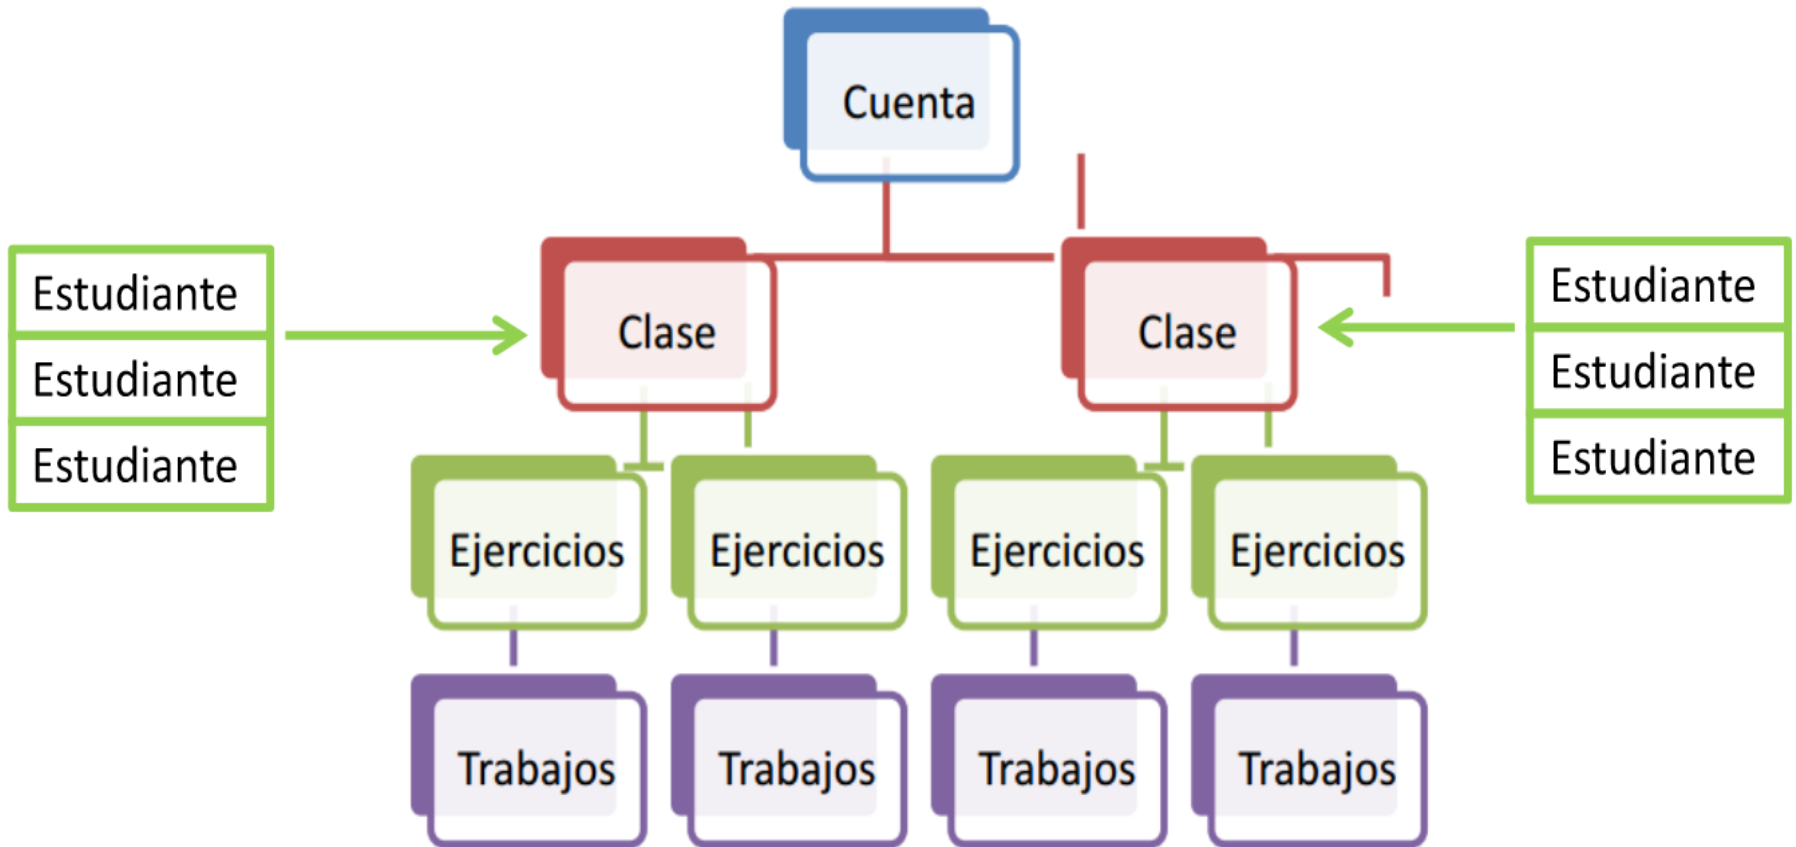 Cuenta
Estudiante
Estudiante
Estudiante
Clase
Clase
Estudiante
Estudiante
Estudiante
Ejercicios
Ejercicios
Ejercicios
Ejercicios
Trabajos
Trabajos
Trabajos
Trabajos